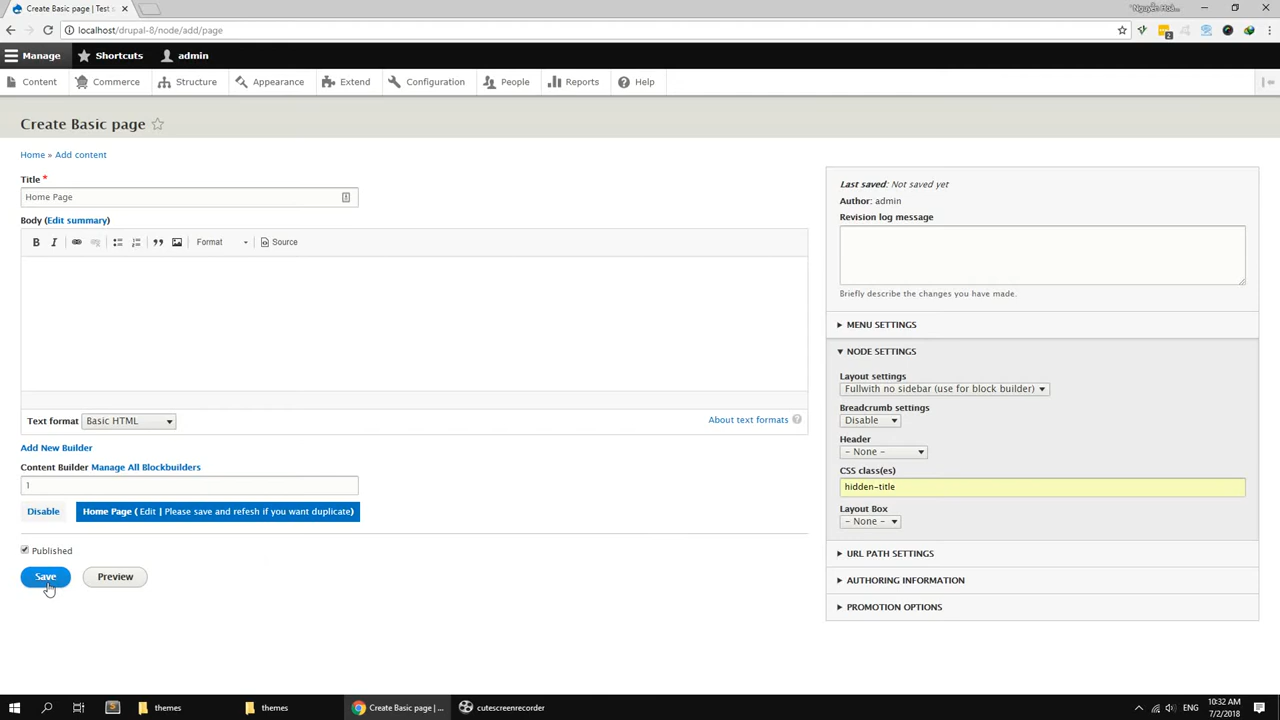 Create Basic page | Test s
localhost/drupal-8/node/add/page
2
Manage
Shortcuts
admin
Content
Commerce
Structure
Appearance
Extend
Configuration
People
Reports
Help
Create Basic page
Home » Add content
Title *
Home Page
Body (Edit summary)
B I Format Source
Text format Basic HTML
About text formats ?
Add New Builder
Content Builder Manage All Blockbuilders
1
Disable
Home Page ( Edit | Please save and refesh if you want duplicate)
Published
Save
Preview
Last saved: Not saved yet
Author: admin
Revision log message
Briefly describe the changes you have made.
MENU SETTINGS
NODE SETTINGS
Layout settings
Fullwith no sidebar (use for block builder)
Breadcrumb settings
Disable
Header
- None -
CSS class(es)
hidden-title
Layout Box
- None -
URL PATH SETTINGS
AUTHORING INFORMATION
PROMOTION OPTIONS
themes
themes
Create Basic page | ...
cutescreenrecorder
ENG
10:32 AM
7/2/2018